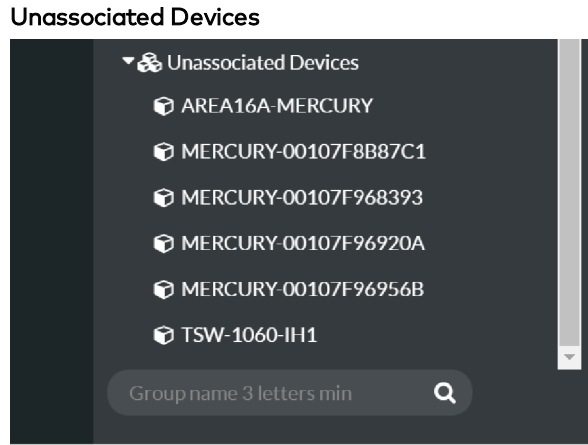 Unassociated Devices
Unassociated Devices
AREA16A-MERCURY
MERCURY-00107F8B87C1
MERCURY-00107F968393
MERCURY-00107F96920A
MERCURY-00107F96956B
TSW-1060-IH1
Group name 3 letters min